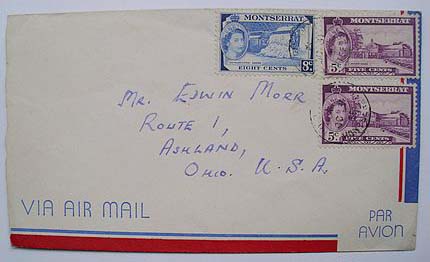 MONTSERRAT
8c
EIGHT CENTS
MONTSERRAT
5c
FIVE CENTS
MONTSERRAT
5c
FIVE CENTS
Mr. Edwin Morr
Route 1,
Ashland,
Ohio. U.S.A.
VIA AIR MAIL
PAR
AVION